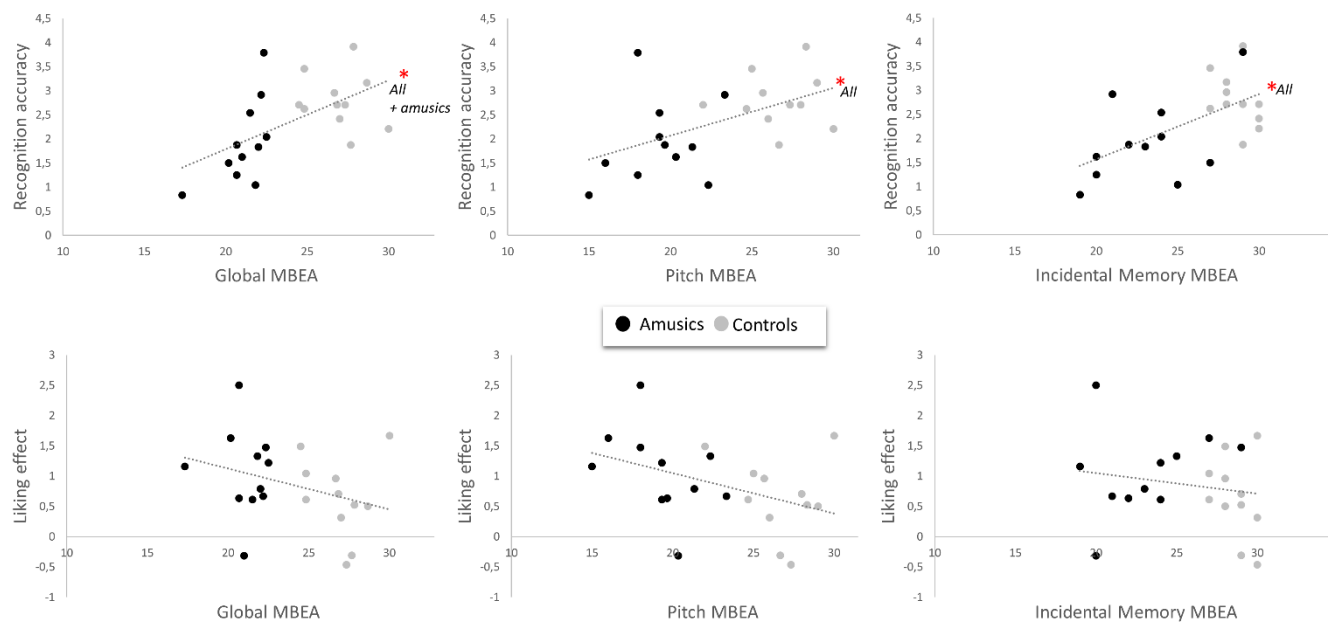 4,5
4
3,5
3
2,5
2
1,5
1
0,5
0
Recognition accuracy
*
All
+ amusics
10 15 20 25 30
Global MBEA
4,5
4
3,5
3
2,5
2
1,5
1
0,5
0
Recognition accuracy
*
All
10 15 20 25 30
Pitch MBEA
4,5
4
3,5
3
2,5
2
1,5
1
0,5
0
Recognition accuracy
*
All
10 15 20 25 30
Incidental Memory MBEA
Amusics Controls
3
2,5
2
1,5
1
0,5
0
-0,5
-1
Liking effect
10 15 20 25 30
Global MBEA
3
2,5
2
1,5
1
0,5
0
-0,5
-1
Liking effect
10 15 20 25 30
Pitch MBEA
3
2,5
2
1,5
1
0,5
0
-0,5
-1
Liking effect
10 15 20 25 30
Incidental Memory MBEA